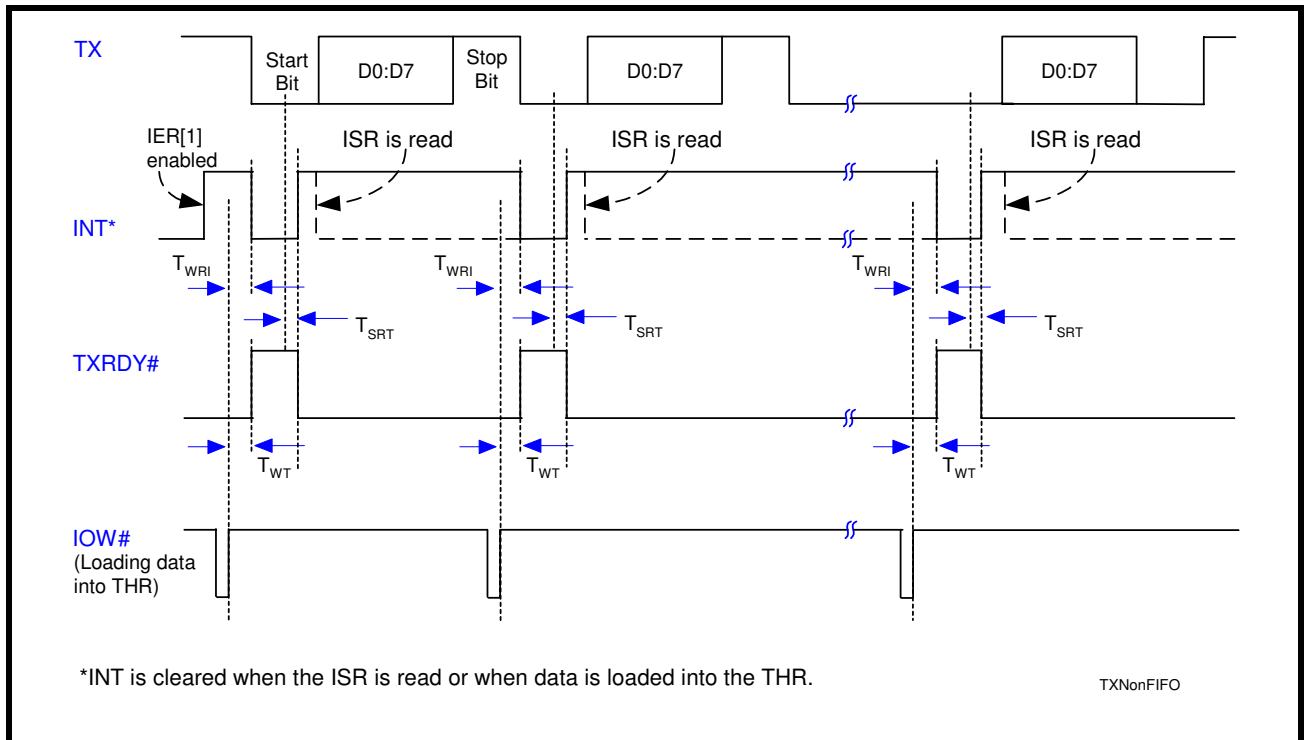 TX
Start
Bit
D0:D7
Stop
Bit
D0:D7
D0:D7
IER[1]
enabled
ISR is read
ISR is read
ISR is read
INT*
TWRI
TWRI
TWRI
TSRT
TSRT
TSRT
TXRDY#
TWT
TWT
TWT
IOW#
(Loading data
into THR)
*INT is cleared when the ISR is read or when data is loaded into the THR.
TXNonFIFO